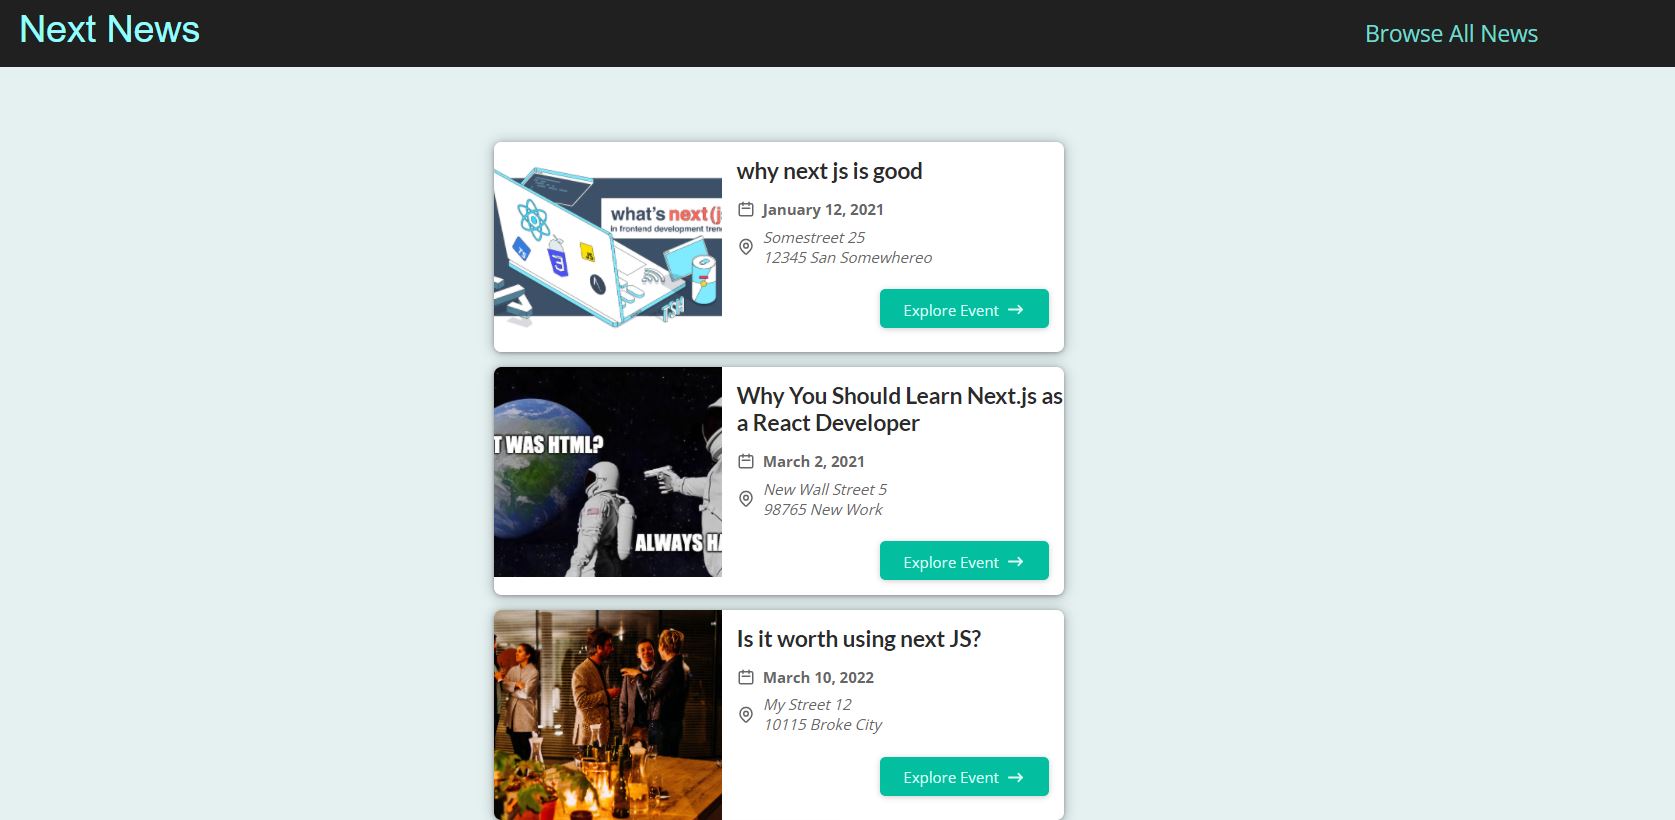 Next News
Browse All News
what's next (j
in frontend development tren
TS
3
JS
TSH
why next js is good
January 12, 2021
Somestreet 25
12345 San Somewhereo
Explore Event
T WAS HTML?
ALWAYS HA
Why You Should Learn Next.js as
a React Developer
March 2, 2021
New Wall Street 5
98765 New Work
Explore Event
Is it worth using next JS?
March 10, 2022
My Street 12
10115 Broke City
Explore Event